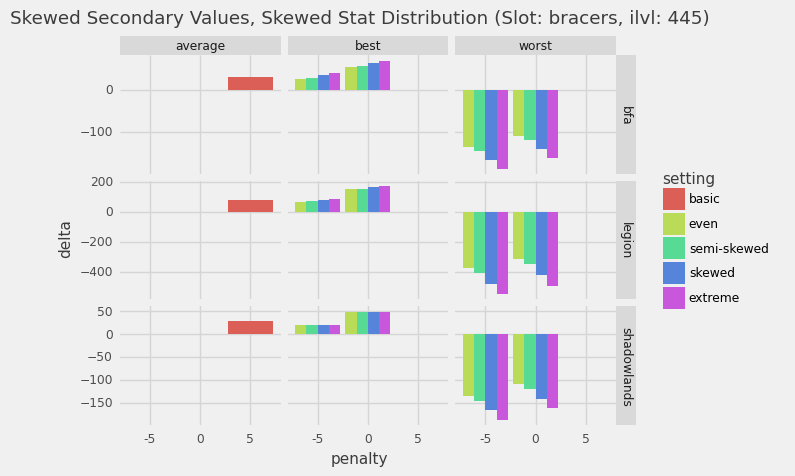 Skewed Secondary Values, Skewed Stat Distribution (Slot: bracers, ilvl: 445)
average best worst
0
−100
bfa
200
0
−200
−400
legion
50
0
−50
−100
−150
shadowlands
-5 0 5 -5 0 5 -5 0 5
penalty
delta
setting
basic
even
semi-skewed
skewed
extreme